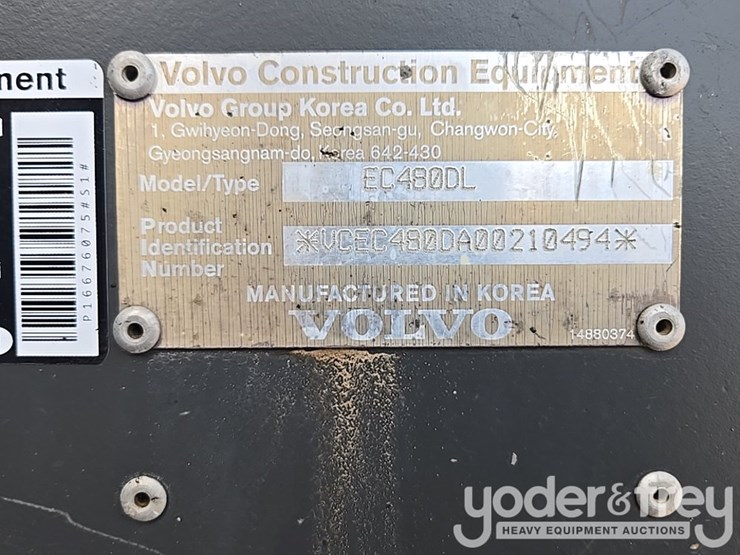 ment
P16676075#S1#
Volvo Construction Equipment
Volvo Group Korea Co. Ltd.
1, Gwihyeon-Dong, Seongsan-gu, Changwon-City,
Gyeongsangnam-do, Korea 642-430
Model/Type EC480DL
Product
Identification *VCEC480DA00210494*
Number
MANUFACTURED IN KOREA
VOLVO
14880374
yoder&frey
HEAVY EQUIPMENT AUCTIONS